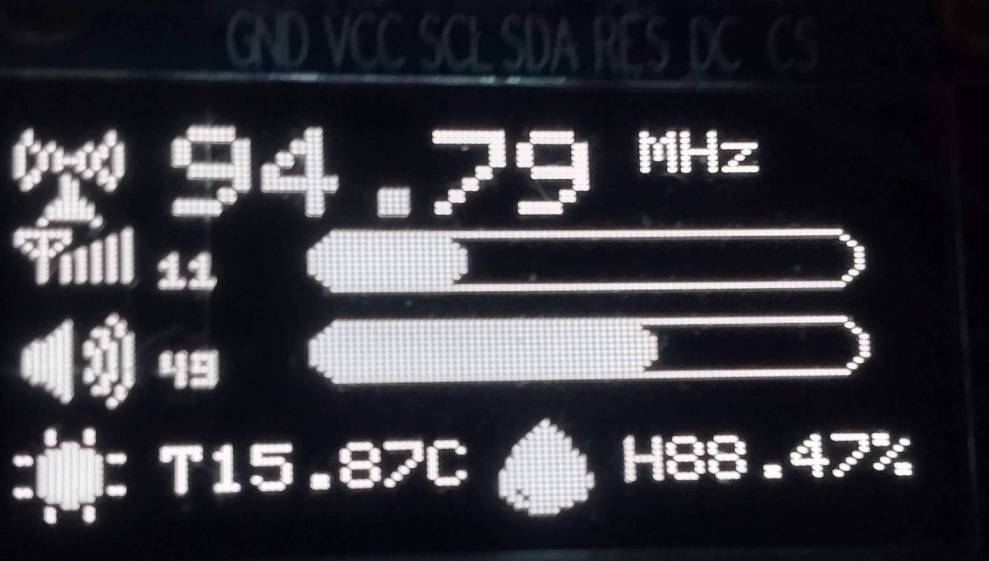 GND VCC SCL SDA RES DC CS
94.79 MHz
11
49
T15.87C H88.47%